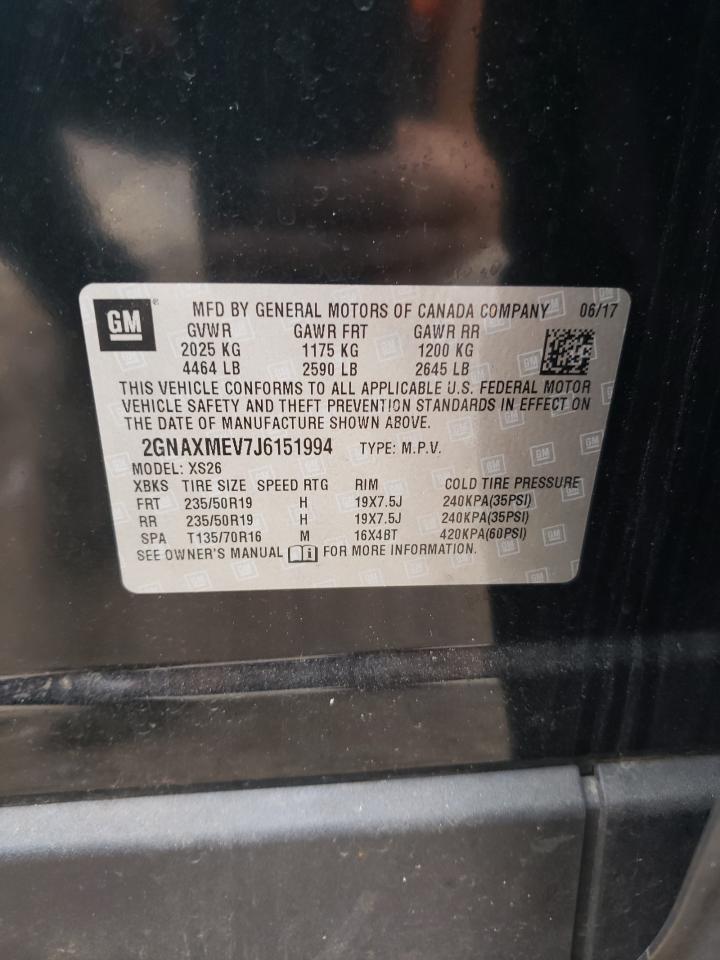 GM ® MFD BY GENERAL MOTORS OF CANADA COMPANY 06/17
GVWR GAWR FRT GAWR RR
2025 KG 1175 KG 1200 KG
4464 LB 2590 LB 2645 LB
THIS VEHICLE CONFORMS TO ALL APPLICABLE U.S. FEDERAL MOTOR
VEHICLE SAFETY AND THEFT PREVENTION STANDARDS IN EFFECT ON
THE DATE OF MANUFACTURE SHOWN ABOVE.
2GNAXMEV7J6151994 TYPE: M.P.V.
MODEL: XS26
XBKS TIRE SIZE SPEED RTG RIM COLD TIRE PRESSURE
FRT 235/50R19 H 19X7.5J 240KPA(35PSI)
RR 235/50R19 H 19X7.5J 240KPA(35PSI)
SPA T135/70R16 M 16X4BT 420KPA(60PSI)
SEE OWNER'S MANUAL FOR MORE INFORMATION.